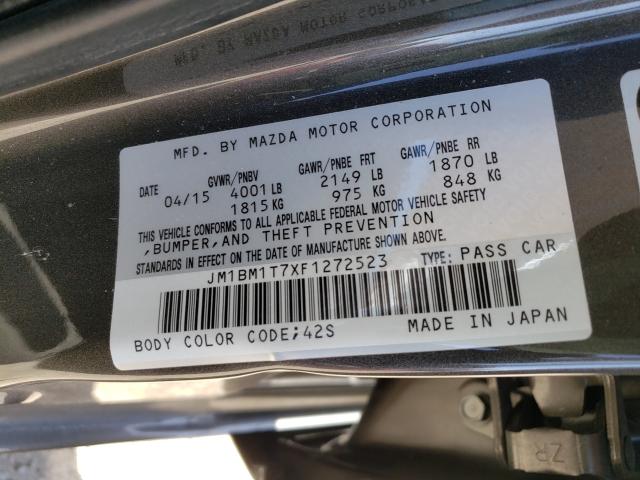 MFD. BY MAZDA MOTOR CORPORATION
DATE GVWR/PNBV GAWR/PNBE FRT GAWR/PNBE RR
04/15 4001 LB 2149 LB 1870 LB
1815 KG 975 KG 848 KG
THIS VEHICLE CONFORMS TO ALL APPLICABLE FEDERAL MOTOR VEHICLE SAFETY
,BUMPER,AND THEFT PREVENTION
STANDARDS IN EFFECT ON THE DATE OF MANUFACTURE SHOWN ABOVE.
JM1BM1T7XF1272523 TYPE: PASS CAR
BODY COLOR CODE;42S MADE IN JAPAN
ZR